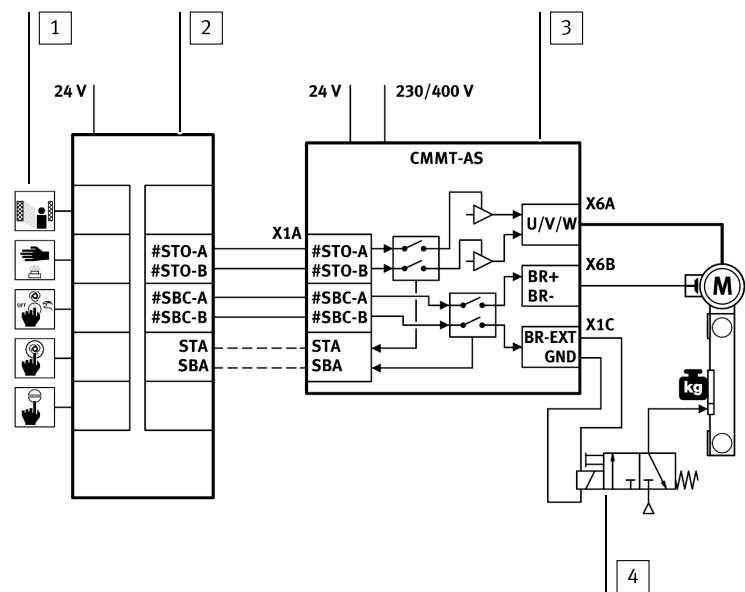 1
2
3
24 V
24 V
230/400 V
CMMT-AS
X1A
X6A
U/V/W
#STO-A
#STO-B
#STO-A
#STO-B
X6B
BR+
BR-
M
OFF
#SBC-A
#SBC-B
#SBC-A
#SBC-B
X1C
BR-EXT
GND
STA
SBA
STA
SBA
kg
4